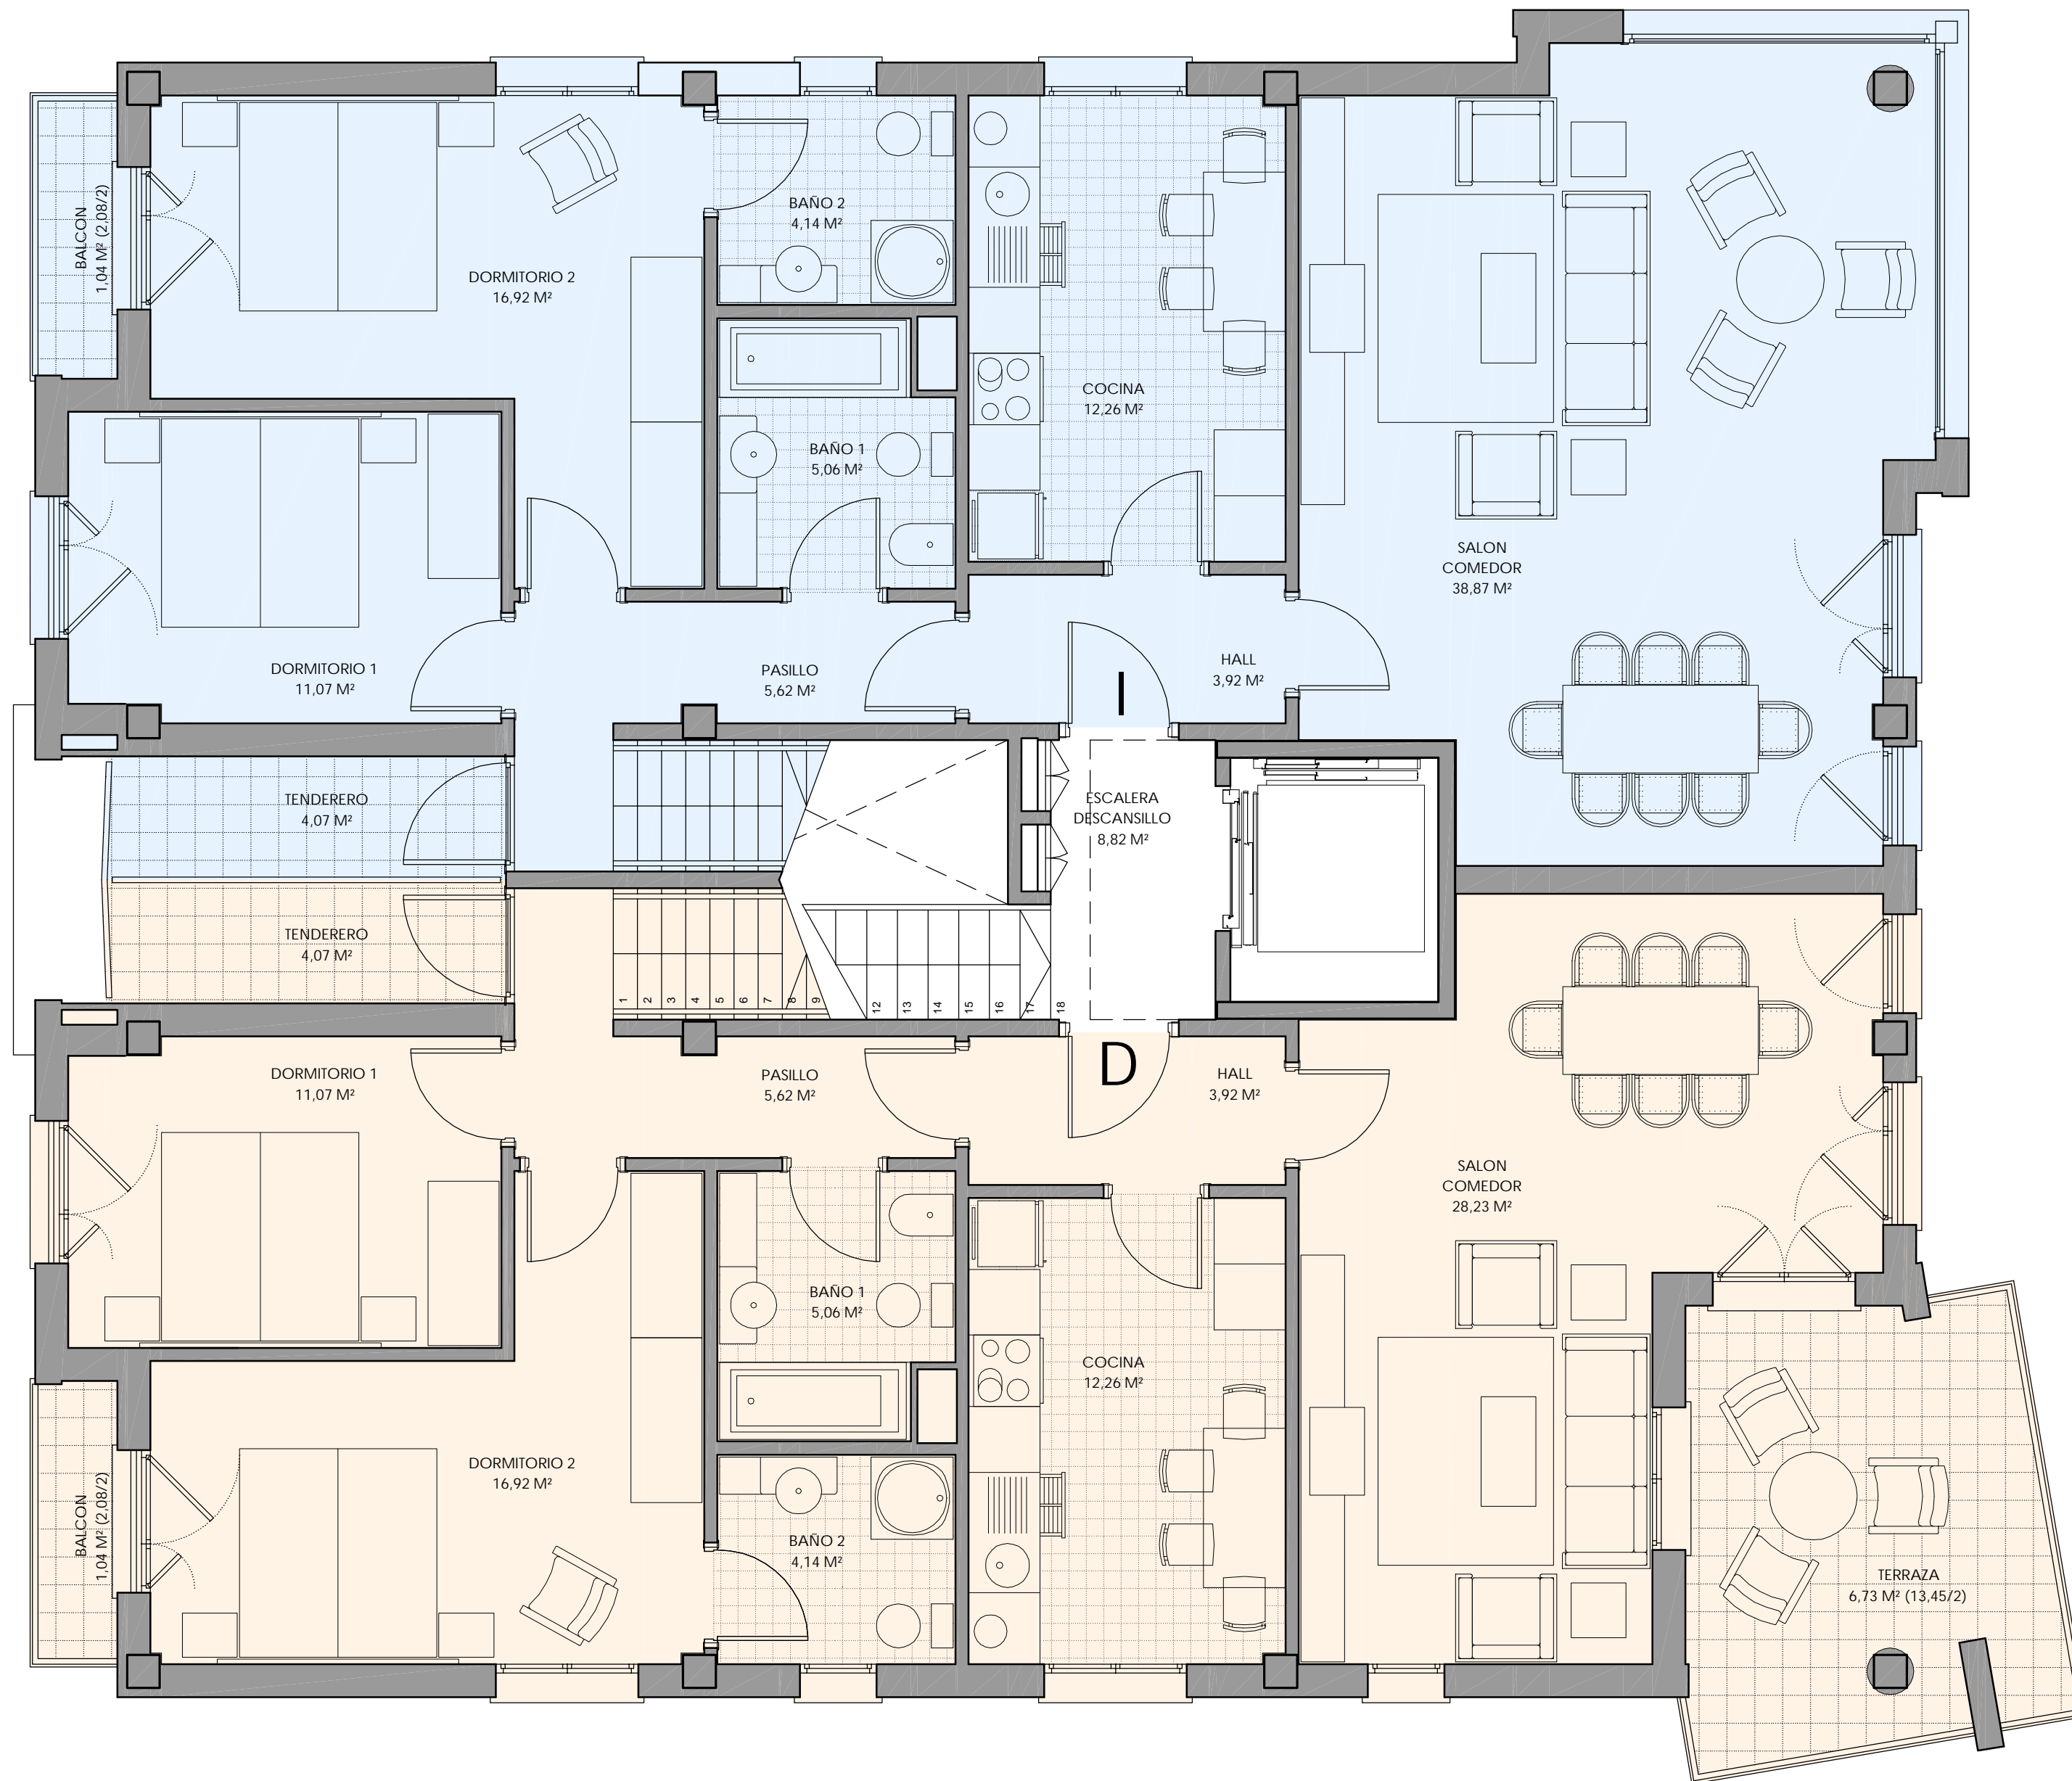 BAÑO 2
4,14 M²
BALCON
1,04 M² (2,08/2)
DORMITORIO 2
16,92 M²
COCINA
12,26 M²
BAÑO 1
5,06 M²
SALON
COMEDOR
38,87 M²
DORMITORIO 1
11,07 M²
PASILLO
5,62 M²
HALL
3,92 M²
I
TENDERERO
4,07 M²
ESCALERA
DESCANSILLO
8,82 M²
TENDERERO
4,07 M²
1 2 3 4 5 6 7 8 9 12 13 14 15 16 17 18
D
DORMITORIO 1
11,07 M²
PASILLO
5,62 M²
HALL
3,92 M²
SALON
COMEDOR
28,23 M²
BAÑO 1
5,06 M²
COCINA
12,26 M²
DORMITORIO 2
16,92 M²
BALCON
1,04 M² (2,08/2)
BAÑO 2
4,14 M²
TERRAZA
6,73 M² (13,45/2)